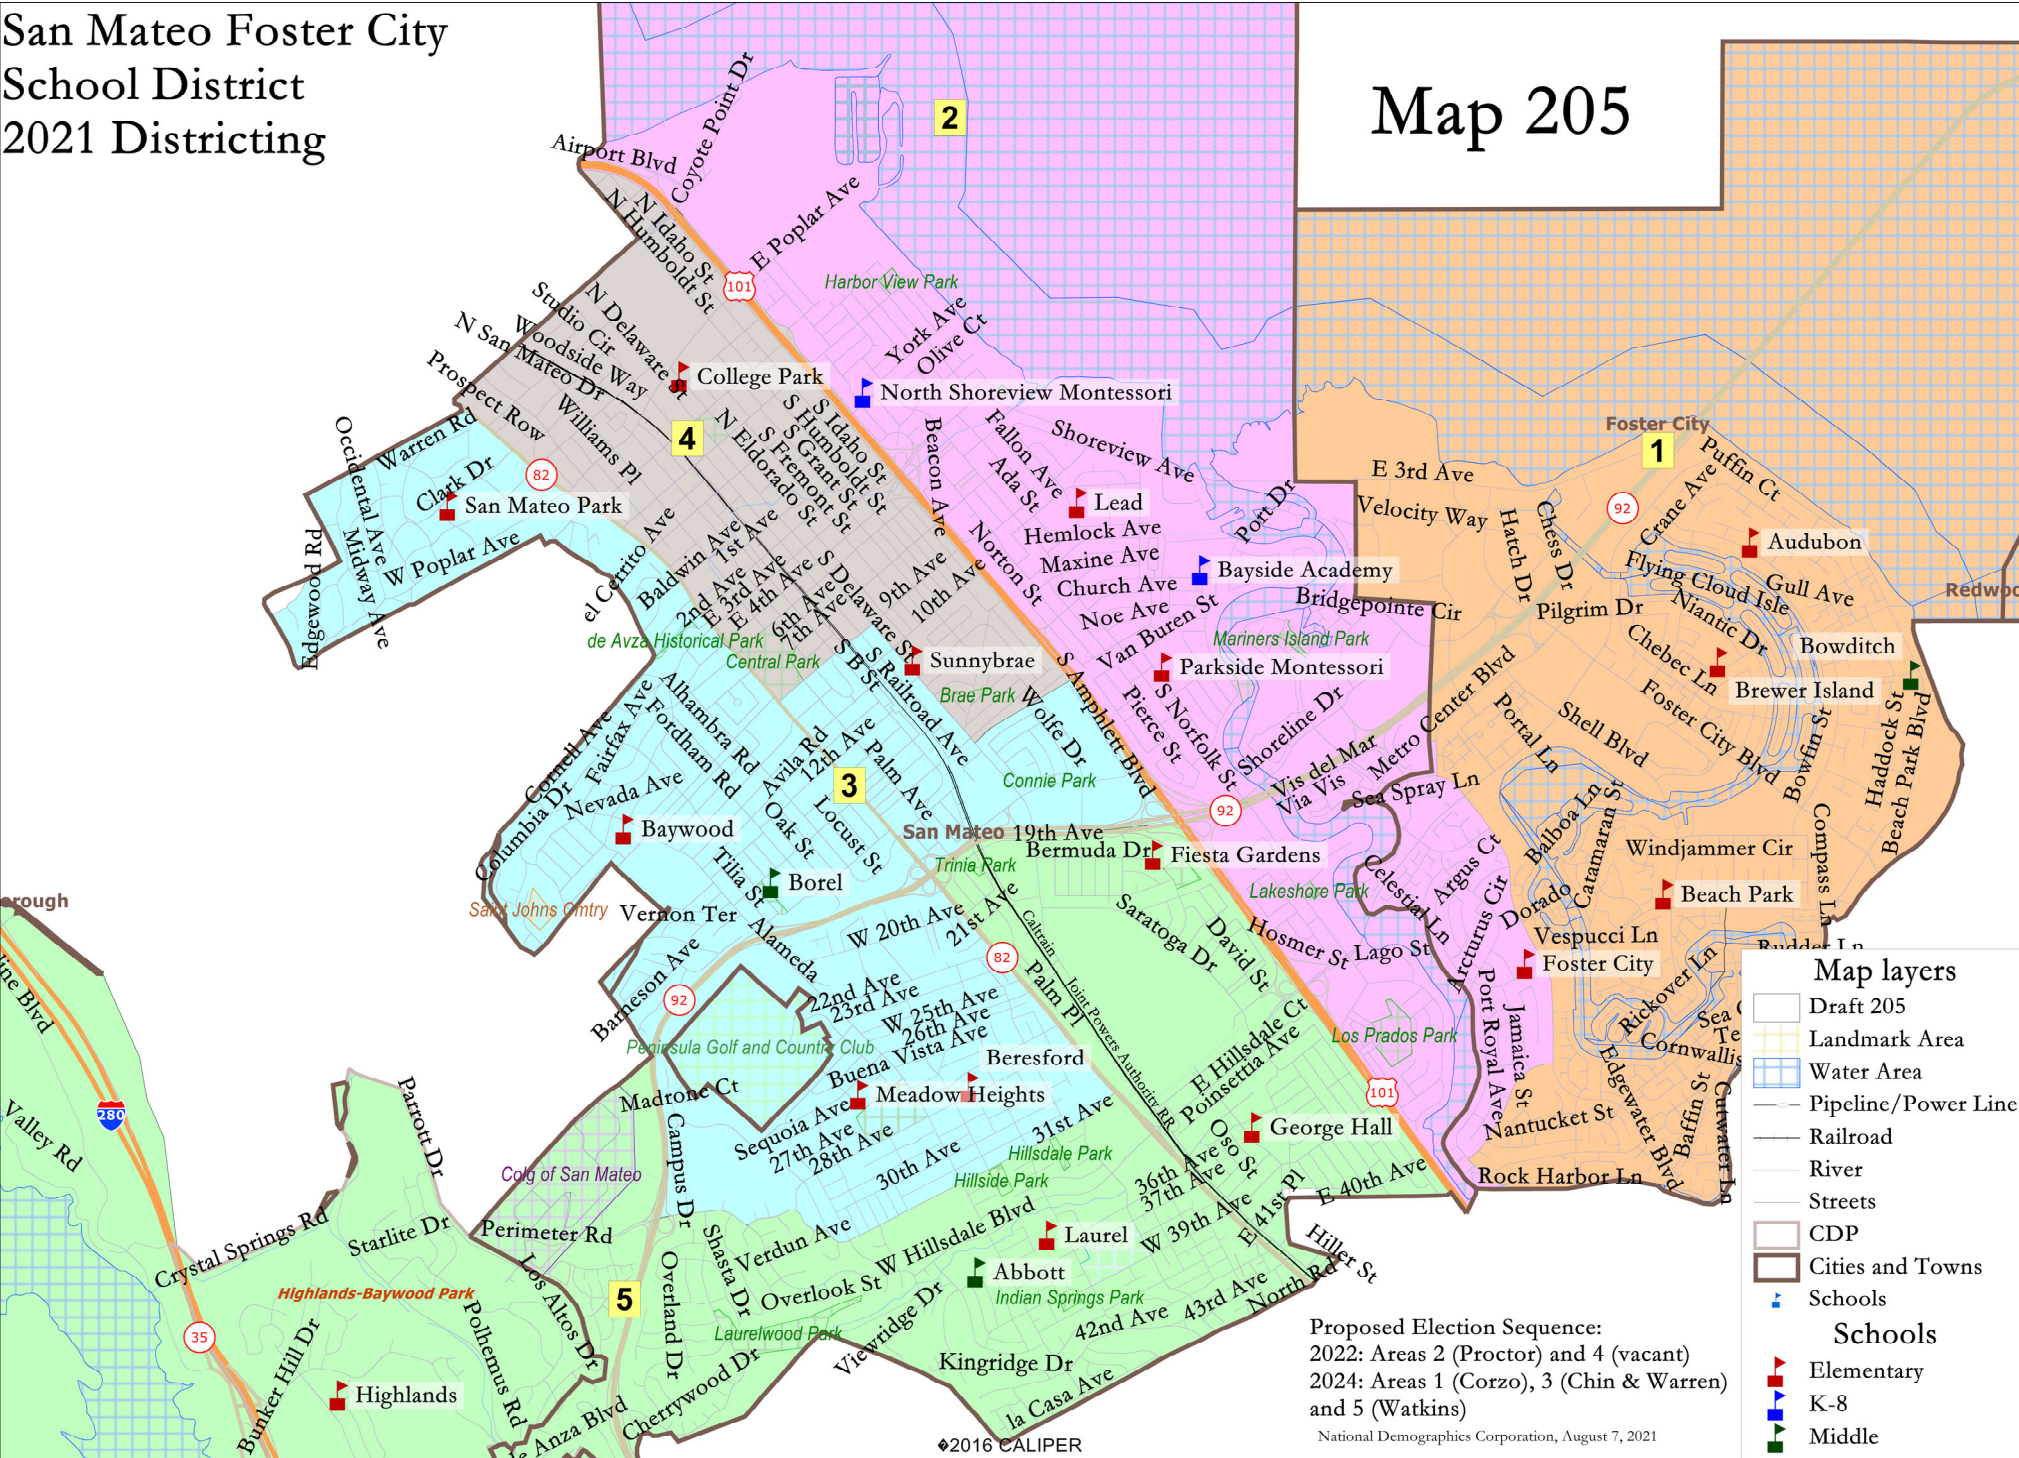 San Mateo Foster City
School District
2021 Districting
Map 205
2
Airport Blvd
Coyote Point Dr
E Poplar Ave
N Idaho St
N Humboldt St
101
Harbor View Park
York Ave
Olive Ct
N Delaware St
Studio Cir
Woodside Way
N San Mateo Dr
Prospect Row
College Park
North Shoreview Montessori
4
Williams Pl
N Eldorado St
S Fremont St
S Grant St
S Humboldt St
S Idaho St
Beacon Ave
Fallon Ave
Ada St
Shoreview Ave
Foster City
1
E 3rd Ave
Velocity Way
Puffin Ct
Crane Ave
92
Chess Dr
Hatch Dr
Occidental Ave
Warren Rd
Clark Dr
82
San Mateo Park
Midway Ave
W Poplar Ave
Edgewood Rd
Lead
Hemlock Ave
Maxine Ave
Church Ave
Noe Ave
Port Dr
Norton St
Bayside Academy
Van Buren St
Bridgepointe Cir
Mariners Island Park
Audubon
Flying Cloud Isle
Gull Ave
Niantic Dr
Pilgrim Dr
Chebec Ln
Bowditch
Brewer Island
Redwoo
el Cerrito Ave
Baldwin Ave
1st Ave
2nd Ave
E 3rd Ave
E 4th Ave
6th Ave
7th Ave
S Delaware St
9th Ave
10th Ave
de Avza Historical Park
Central Park
S B St
S Railroad Ave
Sunnybrae
Brae Park
Wolfe Dr
S Amphlett Blvd
Parkside Montessori
Pierce St
S Norfolk St
Shoreline Dr
Metro Center Blvd
Vis del Mar
Via Vis
Sea Spray Ln
Portal Ln
Shell Blvd
Foster City Blvd
Bowfin St
Haddock St
Beach Park Blvd
Cornell Ave
Fairfax Ave
Alhambra Rd
Fordham Rd
Avila Rd
12th Ave
Palm Ave
Nevada Ave
Columbia Dr
3
Connie Park
Oak St
Locust St
Baywood
San Mateo
19th Ave
Bermuda Dr
92
Fiesta Gardens
Trinia Park
Tilia St
Borel
Lakeshore Park
Celestial Ln
Argus Ct
Balboa Ln
Catamaran St
Windjammer Cir
Compass Ln
Beach Park
Dorado
Arcturus Cir
Vespucci Ln
Foster City
Rudder Ln
orough
Saint Johns Cmtry
Vernon Ter
Alameda
W 20th Ave
21st Ave
Caltrain Joint Powers Authority RR
Saratoga Dr
David St
Hosmer St
Lago St
82
Palm Pl
Barneson Ave
92
22nd Ave
23rd Ave
W 25th Ave
26th Ave
Buena Vista Ave
Peninsula Golf and Country Club
Beresford
Meadow Heights
Madrone Ct
Sequoia Ave
27th Ave
28th Ave
30th Ave
31st Ave
E Hillsdale Ct
Poinsettia Ave
Los Prados Park
101
Port Royal Ave
Jamaica St
Rickover Ln
Cornwallis
Edgewater Blvd
Baffin St
Cutwater Ln
Nantucket St
Rock Harbor Ln
line Blvd
Valley Rd
280
Parrott Dr
Campus Dr
Colg of San Mateo
Perimeter Rd
Hillsdale Park
Hillside Park
George Hall
Oso St
36th Ave
37th Ave
W 39th Ave
E 41st Pl
E 40th Ave
Crystal Springs Rd
Starlite Dr
Highlands-Baywood Park
Los Altos Dr
Polhemus Rd
5
Overland Dr
Shasta Dr
Verdun Ave
W Hillsdale Blvd
Laurel
Abbott
Overlook St
Indian Springs Park
Laurelwood Park
Viewridge Dr
42nd Ave
43rd Ave
North Rd
Hiller St
35
Bunker Hill Dr
Highlands
de Anza Blvd
Cherrywood Dr
Kingridge Dr
la Casa Ave
�2016 CALIPER
Proposed Election Sequence:
2022: Areas 2 (Proctor) and 4 (vacant)
2024: Areas 1 (Corzo), 3 (Chin & Warren)
and 5 (Watkins)
National Demographics Corporation, August 7, 2021
Map layers
Draft 205
Landmark Area
Water Area
Pipeline/Power Line
Railroad
River
Streets
CDP
Cities and Towns
Schools
Schools
Elementary
K-8
Middle